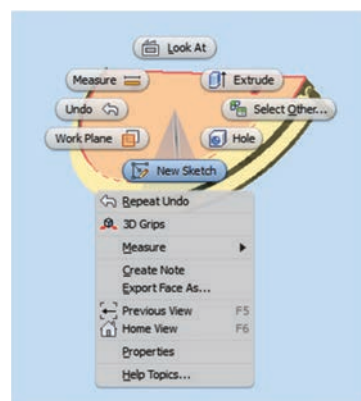 Look At
Measure
Extrude
Undo
Select Other...
Work Plane
Hole
New Sketch
Repeat Undo
3D Grips
Measure
Create Note
Export Face As...
Previous View F5
Home View F6
Properties
Help Topics...